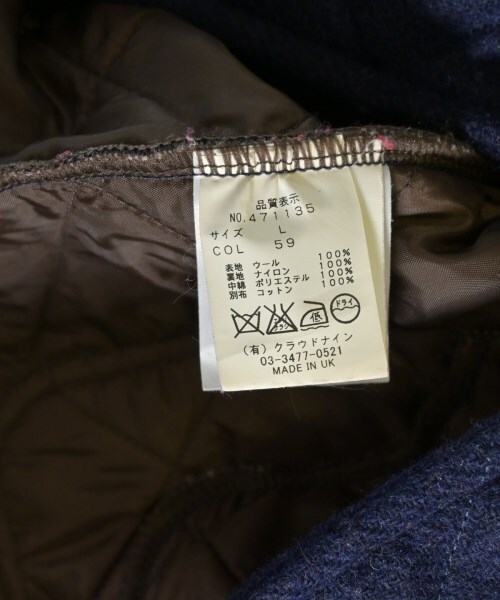 品質表示
NO.471135
サイズ L
COL 59
表地 ウール 100%
裏地 ナイロン 100%
中綿 ポリエステル 100%
別布 コットン 100%
低 ドライ
(有)クラウドナイン
03-3477-0521
MADE IN UK